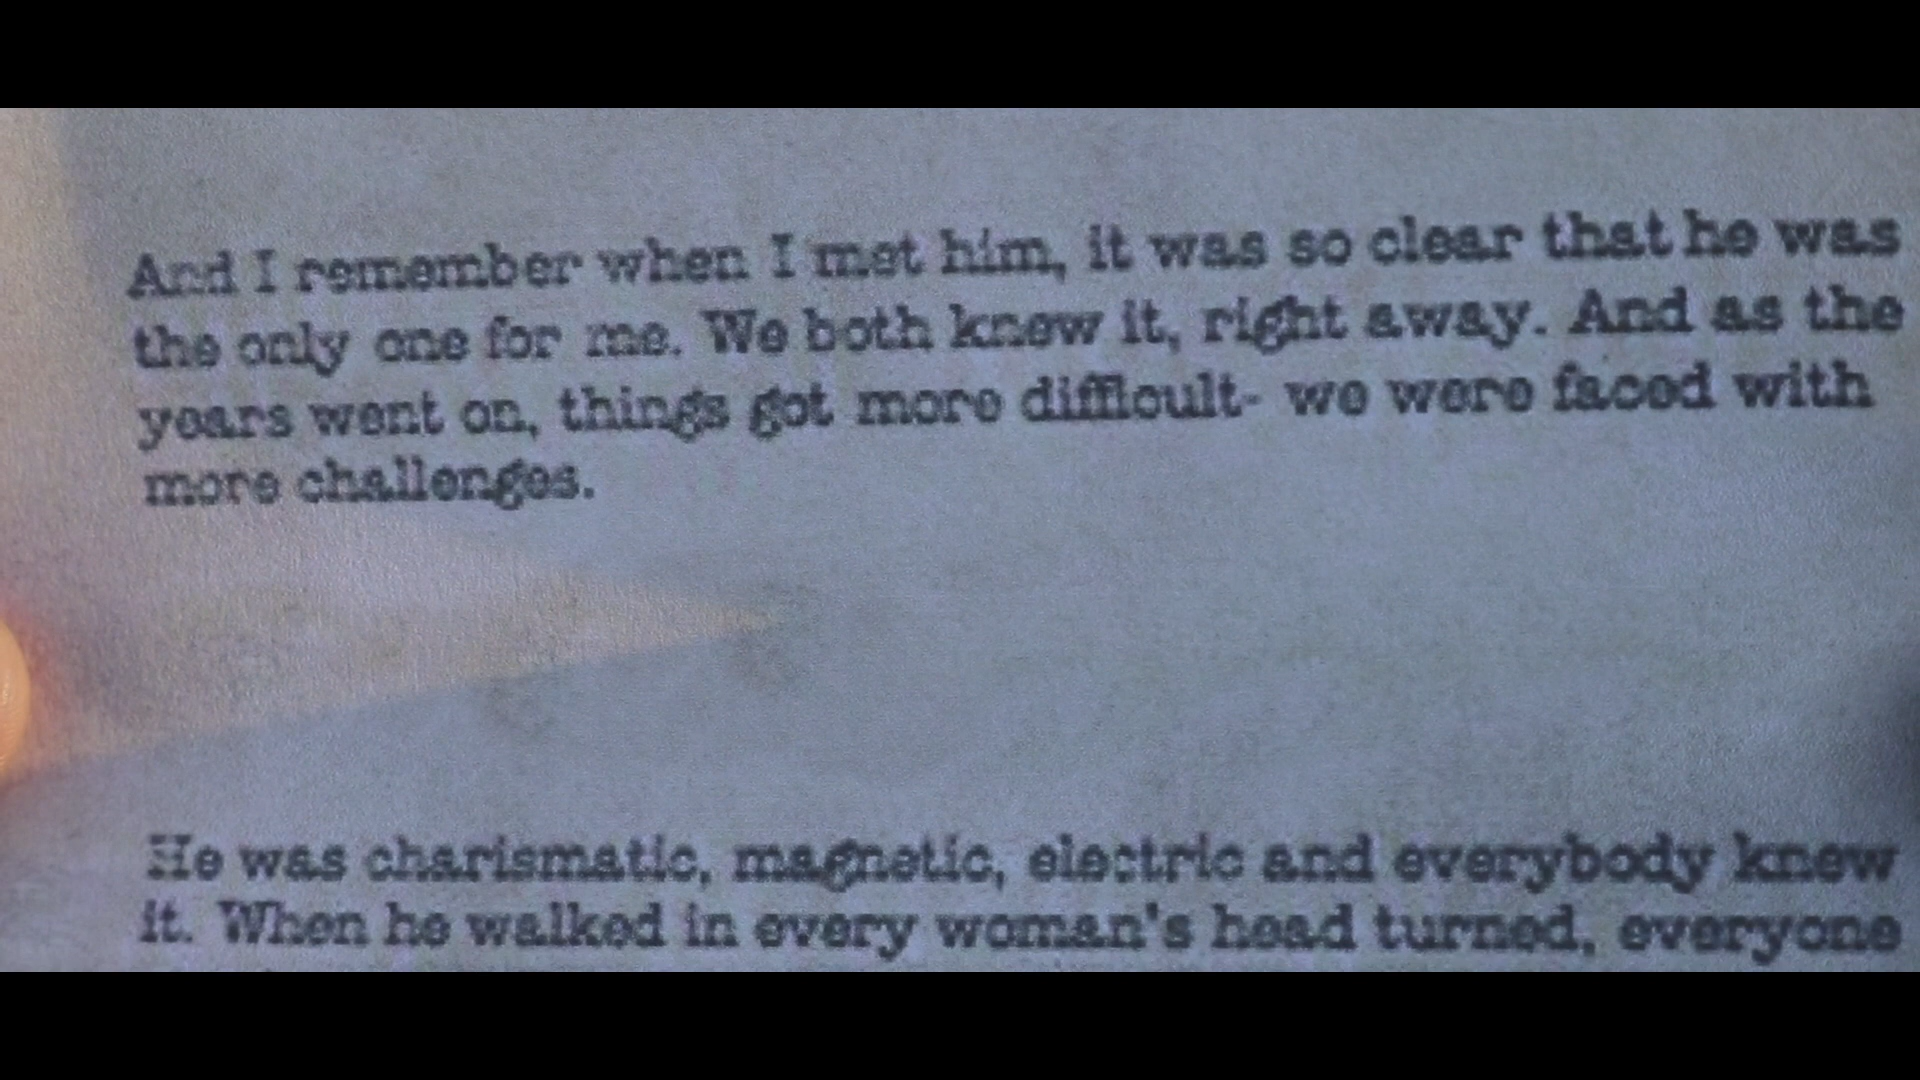 And I remember when I met him, it was so clear that he was
the only one for me. We both knew it, right away. And as the
years went on, things got more difficult- we were faced with
more challenges.
He was charismatic, magnetic, electric and everybody knew
it. When he walked in every woman's head turned, everyone